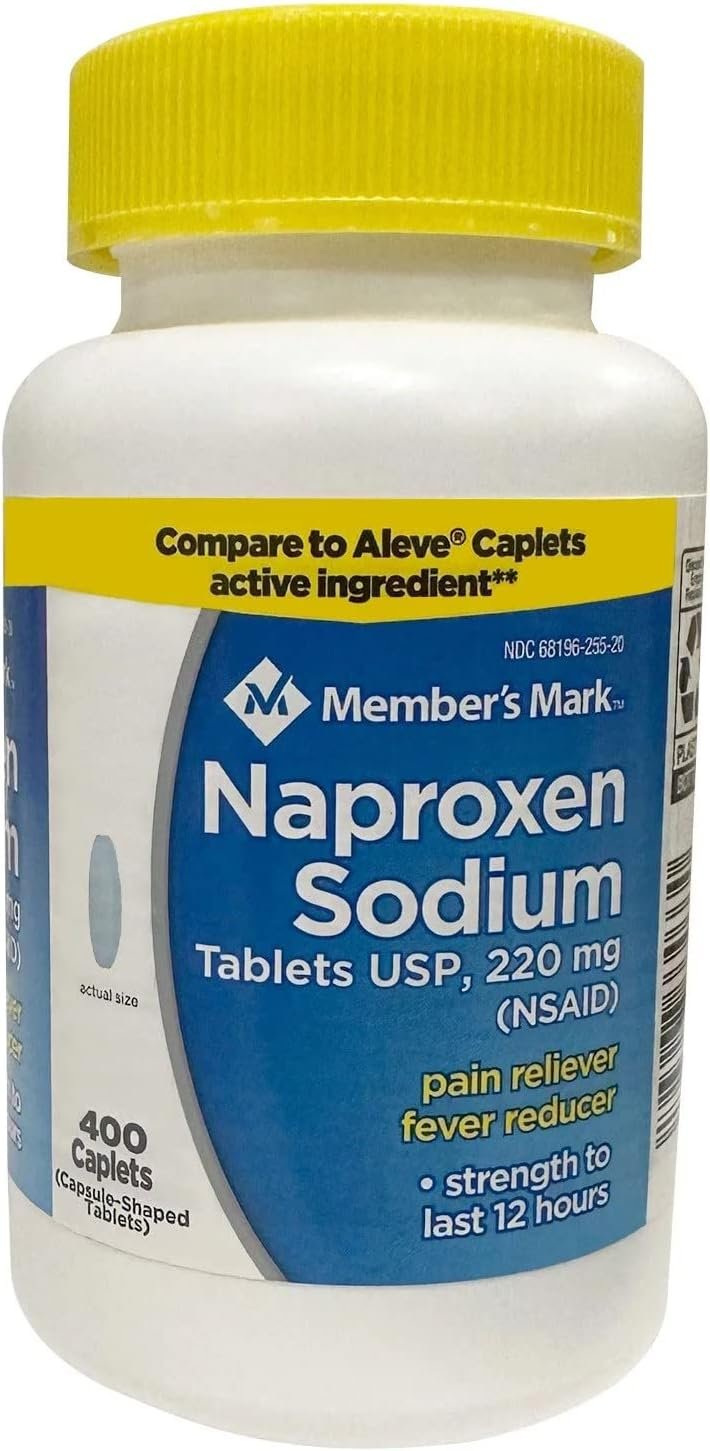 Compare to Aleve® Caplets
active ingredient**
NDC 68196-255-20
Member's Mark™
Naproxen
Sodium
Tablets USP, 220 mg
(NSAID)
pain reliever
fever reducer
• strength to
last 12 hours
actual size
400
Caplets
(Capsule-Shaped
Tablets)